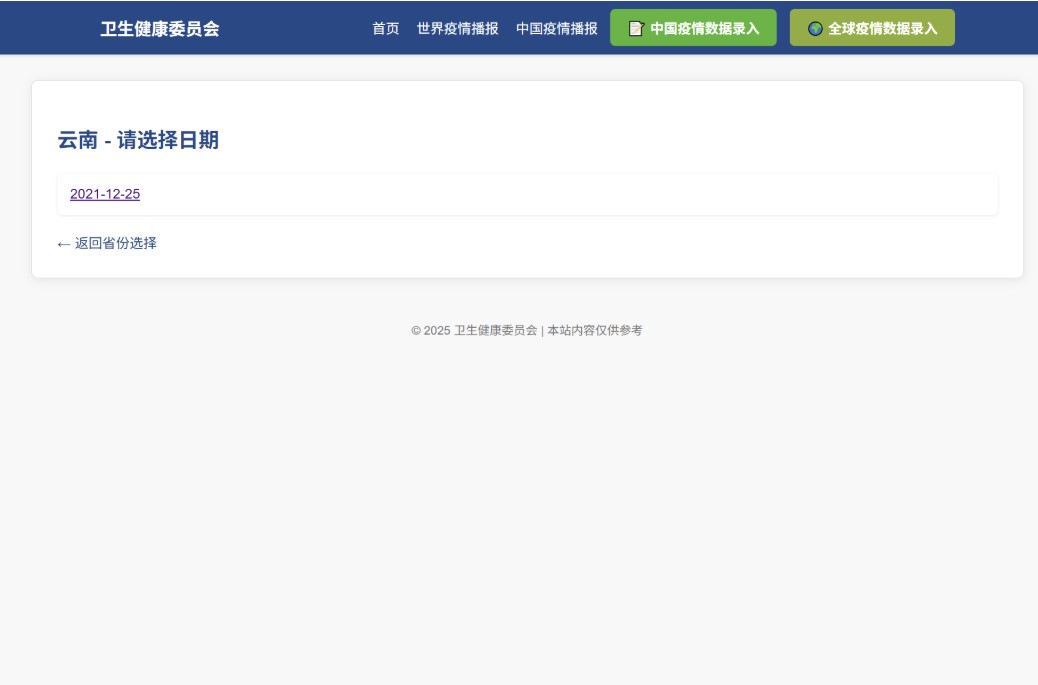 卫生健康委员会 首页 世界疫情播报 中国疫情播报 📝 中国疫情数据录入 🌍 全球疫情数据录入
云南 - 请选择日期
2021-12-25
← 返回省份选择
© 2025 卫生健康委员会 | 本站内容仅供参考